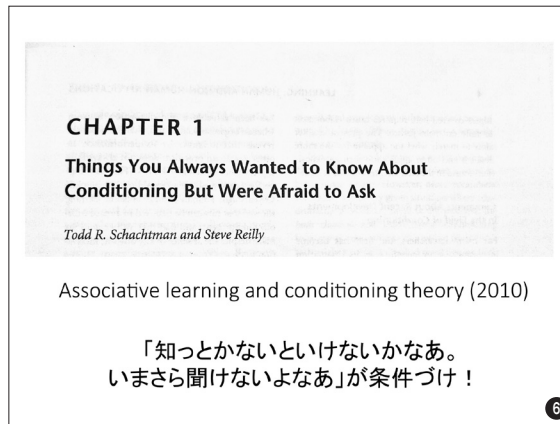 CHAPTER 1
Things You Always Wanted to Know About
Conditioning But Were Afraid to Ask
Todd R. Schachtman and Steve Reilly
Associative learning and conditioning theory (2010)
「知っとかないといけないかなあ。
いまさら聞けないよなあ」が条件づけ！
6